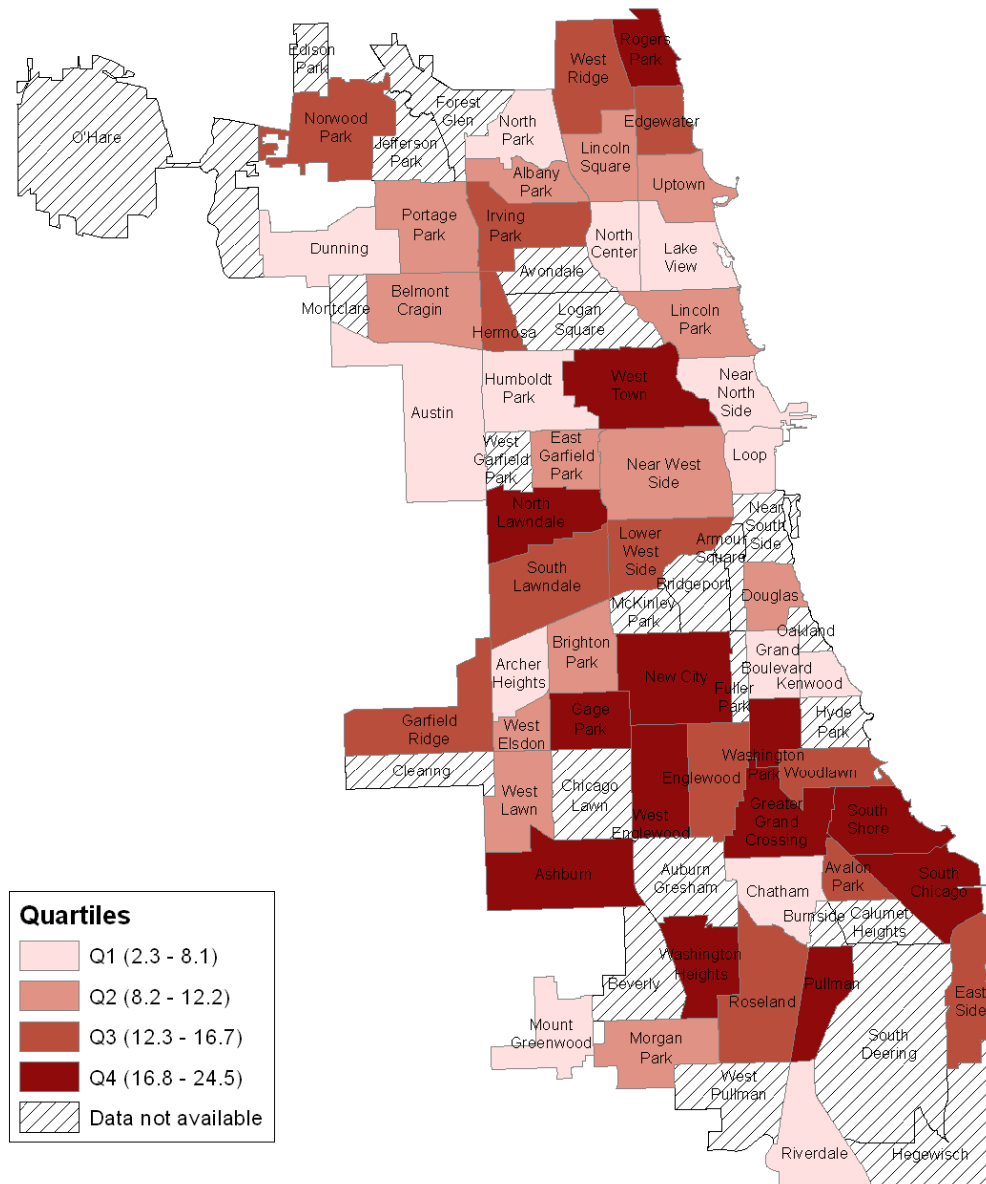 Rogers
Park
West
Ridge
Edison
Park
Forest
Glen
Norwood
Park
North
Park
Edgewater
O'Hare
Jefferson
Park
Lincoln
Square
Albany
Park
Uptown
Portage
Park
Irving
Park
North
Center
Lake
View
Dunning
Avondale
Belmont
Cragin
Montclare
Logan
Square
Lincoln
Park
Hermosa
Humboldt
Park
West
Town
Near
North
Side
Austin
West
Garfield
Park
East
Garfield
Park
Near West
Side
Loop
North
Lawndale
Near
South
Side
Lower
West
Side
Armour
Square
South
Lawndale
Bridgeport
Douglas
McKinley
Park
Oakland
Brighton
Park
Grand
Boulevard
Archer
Heights
New City
Kenwood
Fuller
Park
Gage
Park
Hyde
Park
Garfield
Ridge
West
Elsdon
Washington
Park
Clearing
Chicago
Lawn
Englewood
Woodlawn
West
Lawn
West
Englewood
Greater
Grand
Crossing
South
Shore
Ashburn
Auburn
Gresham
Chatham
Avalon
Park
South
Chicago
Burnside
Calumet
Heights
Washington
Heights
Beverly
Roseland
Pullman
East
Side
Mount
Greenwood
Morgan
Park
South
Deering
West
Pullman
Riverdale
Hegewisch
Quartiles
Q1 (2.3 - 8.1)
Q2 (8.2 - 12.2)
Q3 (12.3 - 16.7)
Q4 (16.8 - 24.5)
Data not available